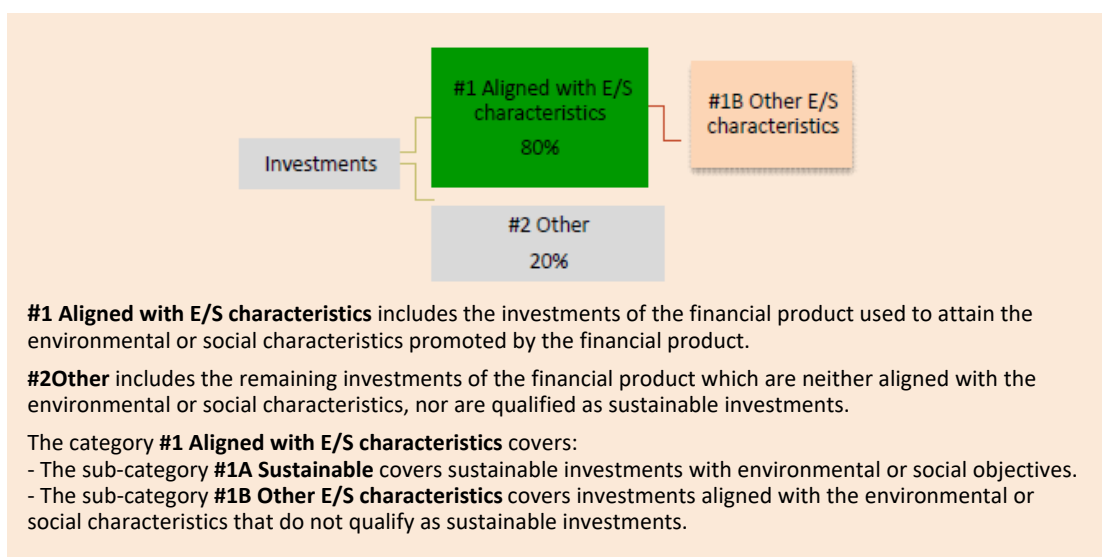 #1 Aligned with E/S
characteristics
80%
#1B Other E/S
characteristics
Investments
#2 Other
20%
#1 Aligned with E/S characteristics includes the investments of the financial product used to attain the
environmental or social characteristics promoted by the financial product.
#2Other includes the remaining investments of the financial product which are neither aligned with the
environmental or social characteristics, nor are qualified as sustainable investments.
The category #1 Aligned with E/S characteristics covers:
- The sub-category #1A Sustainable covers sustainable investments with environmental or social objectives.
- The sub-category #1B Other E/S characteristics covers investments aligned with the environmental or
social characteristics that do not qualify as sustainable investments.